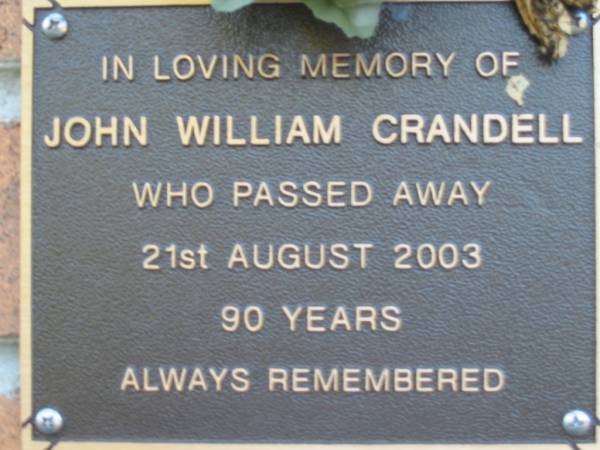 IN LOVING MEMORY OF
JOHN WILLIAM CRANDELL
WHO PASSED AWAY
21st AUGUST 2003
90 YEARS
ALWAYS REMEMBERED